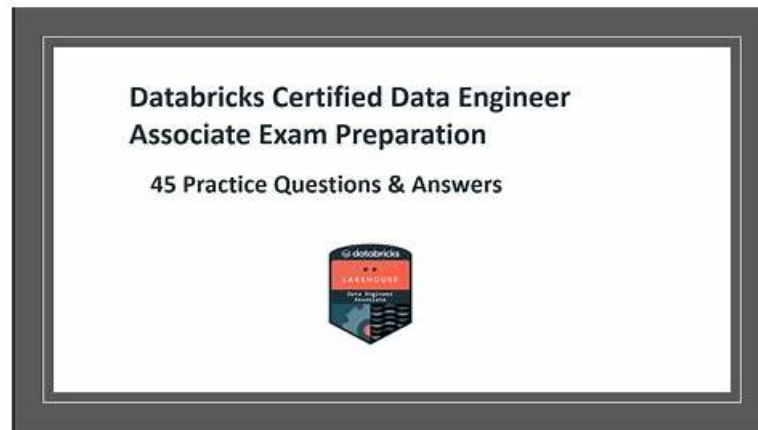 Databricks Certified Data Engineer
Associate Exam Preparation
45 Practice Questions & Answers
databricks
LAKEHOUSE
Data Engineer
Associate